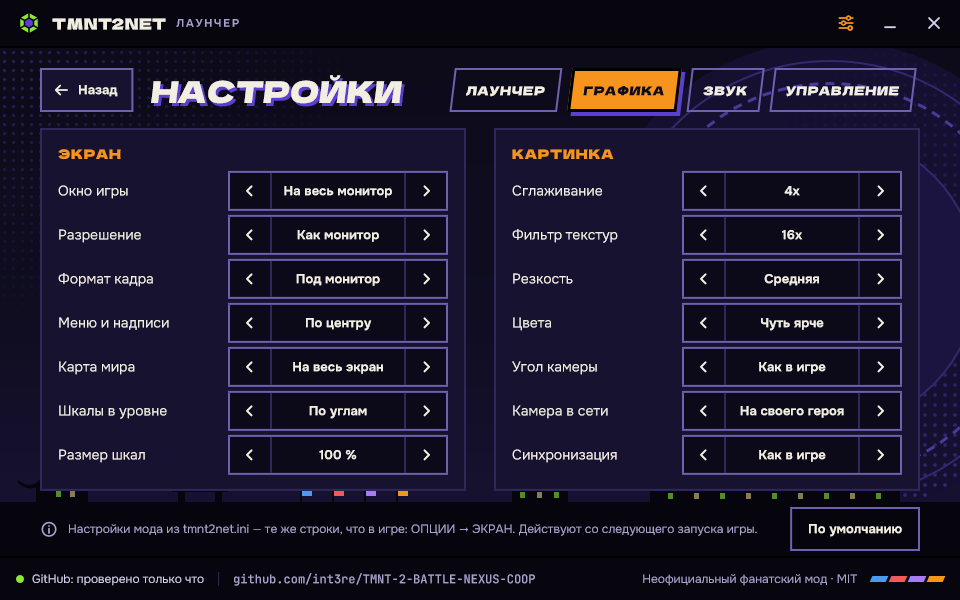 TMNT2NET ЛАУНЧЕР
Назад
НАСТРОЙКИ
ЛАУНЧЕР
ГРАФИКА
ЗВУК
УПРАВЛЕНИЕ
ЭКРАН
Окно игры На весь монитор
Разрешение Как монитор
Формат кадра Под монитор
Меню и надписи По центру
Карта мира На весь экран
Шкалы в уровне По углам
Размер шкал 100 %
КАРТИНКА
Сглаживание 4x
Фильтр текстур 16x
Резкость Средняя
Цвета Чуть ярче
Угол камеры Как в игре
Камера в сети На своего героя
Синхронизация Как в игре
Настройки мода из tmnt2net.ini — те же строки, что в игре: ОПЦИИ → ЭКРАН. Действуют со следующего запуска игры.
По умолчанию
GitHub: проверено только что
github.com/int3re/TMNT-2-BATTLE-NEXUS-COOP
Неофициальный фанатский мод · MIT